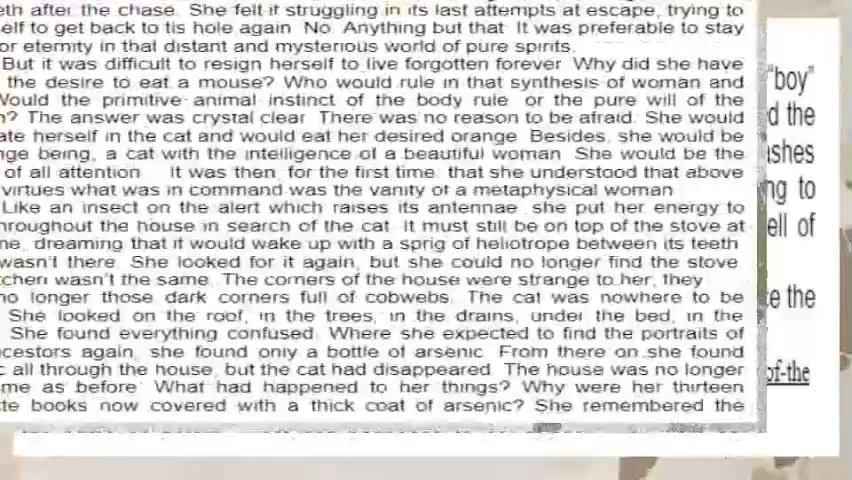 eth after the chase. She felt it struggling in its last attempts at escape, trying to
elf to get back to tis hole again. No. Anything but that. It was preferable to stay
or eternity in that distant and mysterious world of pure spirits.
But it was difficult to resign herself to live forgotten forever. Why did she have
the desire to eat a mouse? Who would rule in that synthesis of woman and
Would the primitive animal instinct of the body rule, or the pure will of the
n? The answer was crystal clear. There was no reason to be afraid. She would
ate herself in the cat and would eat her desired orange. Besides, she would be
nge being, a cat with the intelligence of a beautiful woman. She would be the
of all attention. It was then, for the first time, that she understood that above
virtues what was in command was the vanity of a metaphysical woman.
Like an insect on the alert which raises its antennae, she put her energy to
hroughout the house in search of the cat. It must still be on top of the stove at
me, dreaming that it would wake up with a sprig of heliotrope between its teeth.
wasn't there. She looked for it again, but she could no longer find the stove.
tchen wasn't the same. The corners of the house were strange to her; they
no longer those dark corners full of cobwebs. The cat was nowhere to be
She looked on the roof, in the trees, in the drains, under the bed, in the
She found everything confused. Where she expected to find the portraits of
cestors again, she found only a bottle of arsenic. From there on she found
c all through the house, but the cat had disappeared. The house was no longer
me as before. What had happened to her things? Why were her thirteen
te books now covered with a thick coat of arsenic? She remembered the
"boy"
d the
ashes
ng to
ell of
te the
of-the